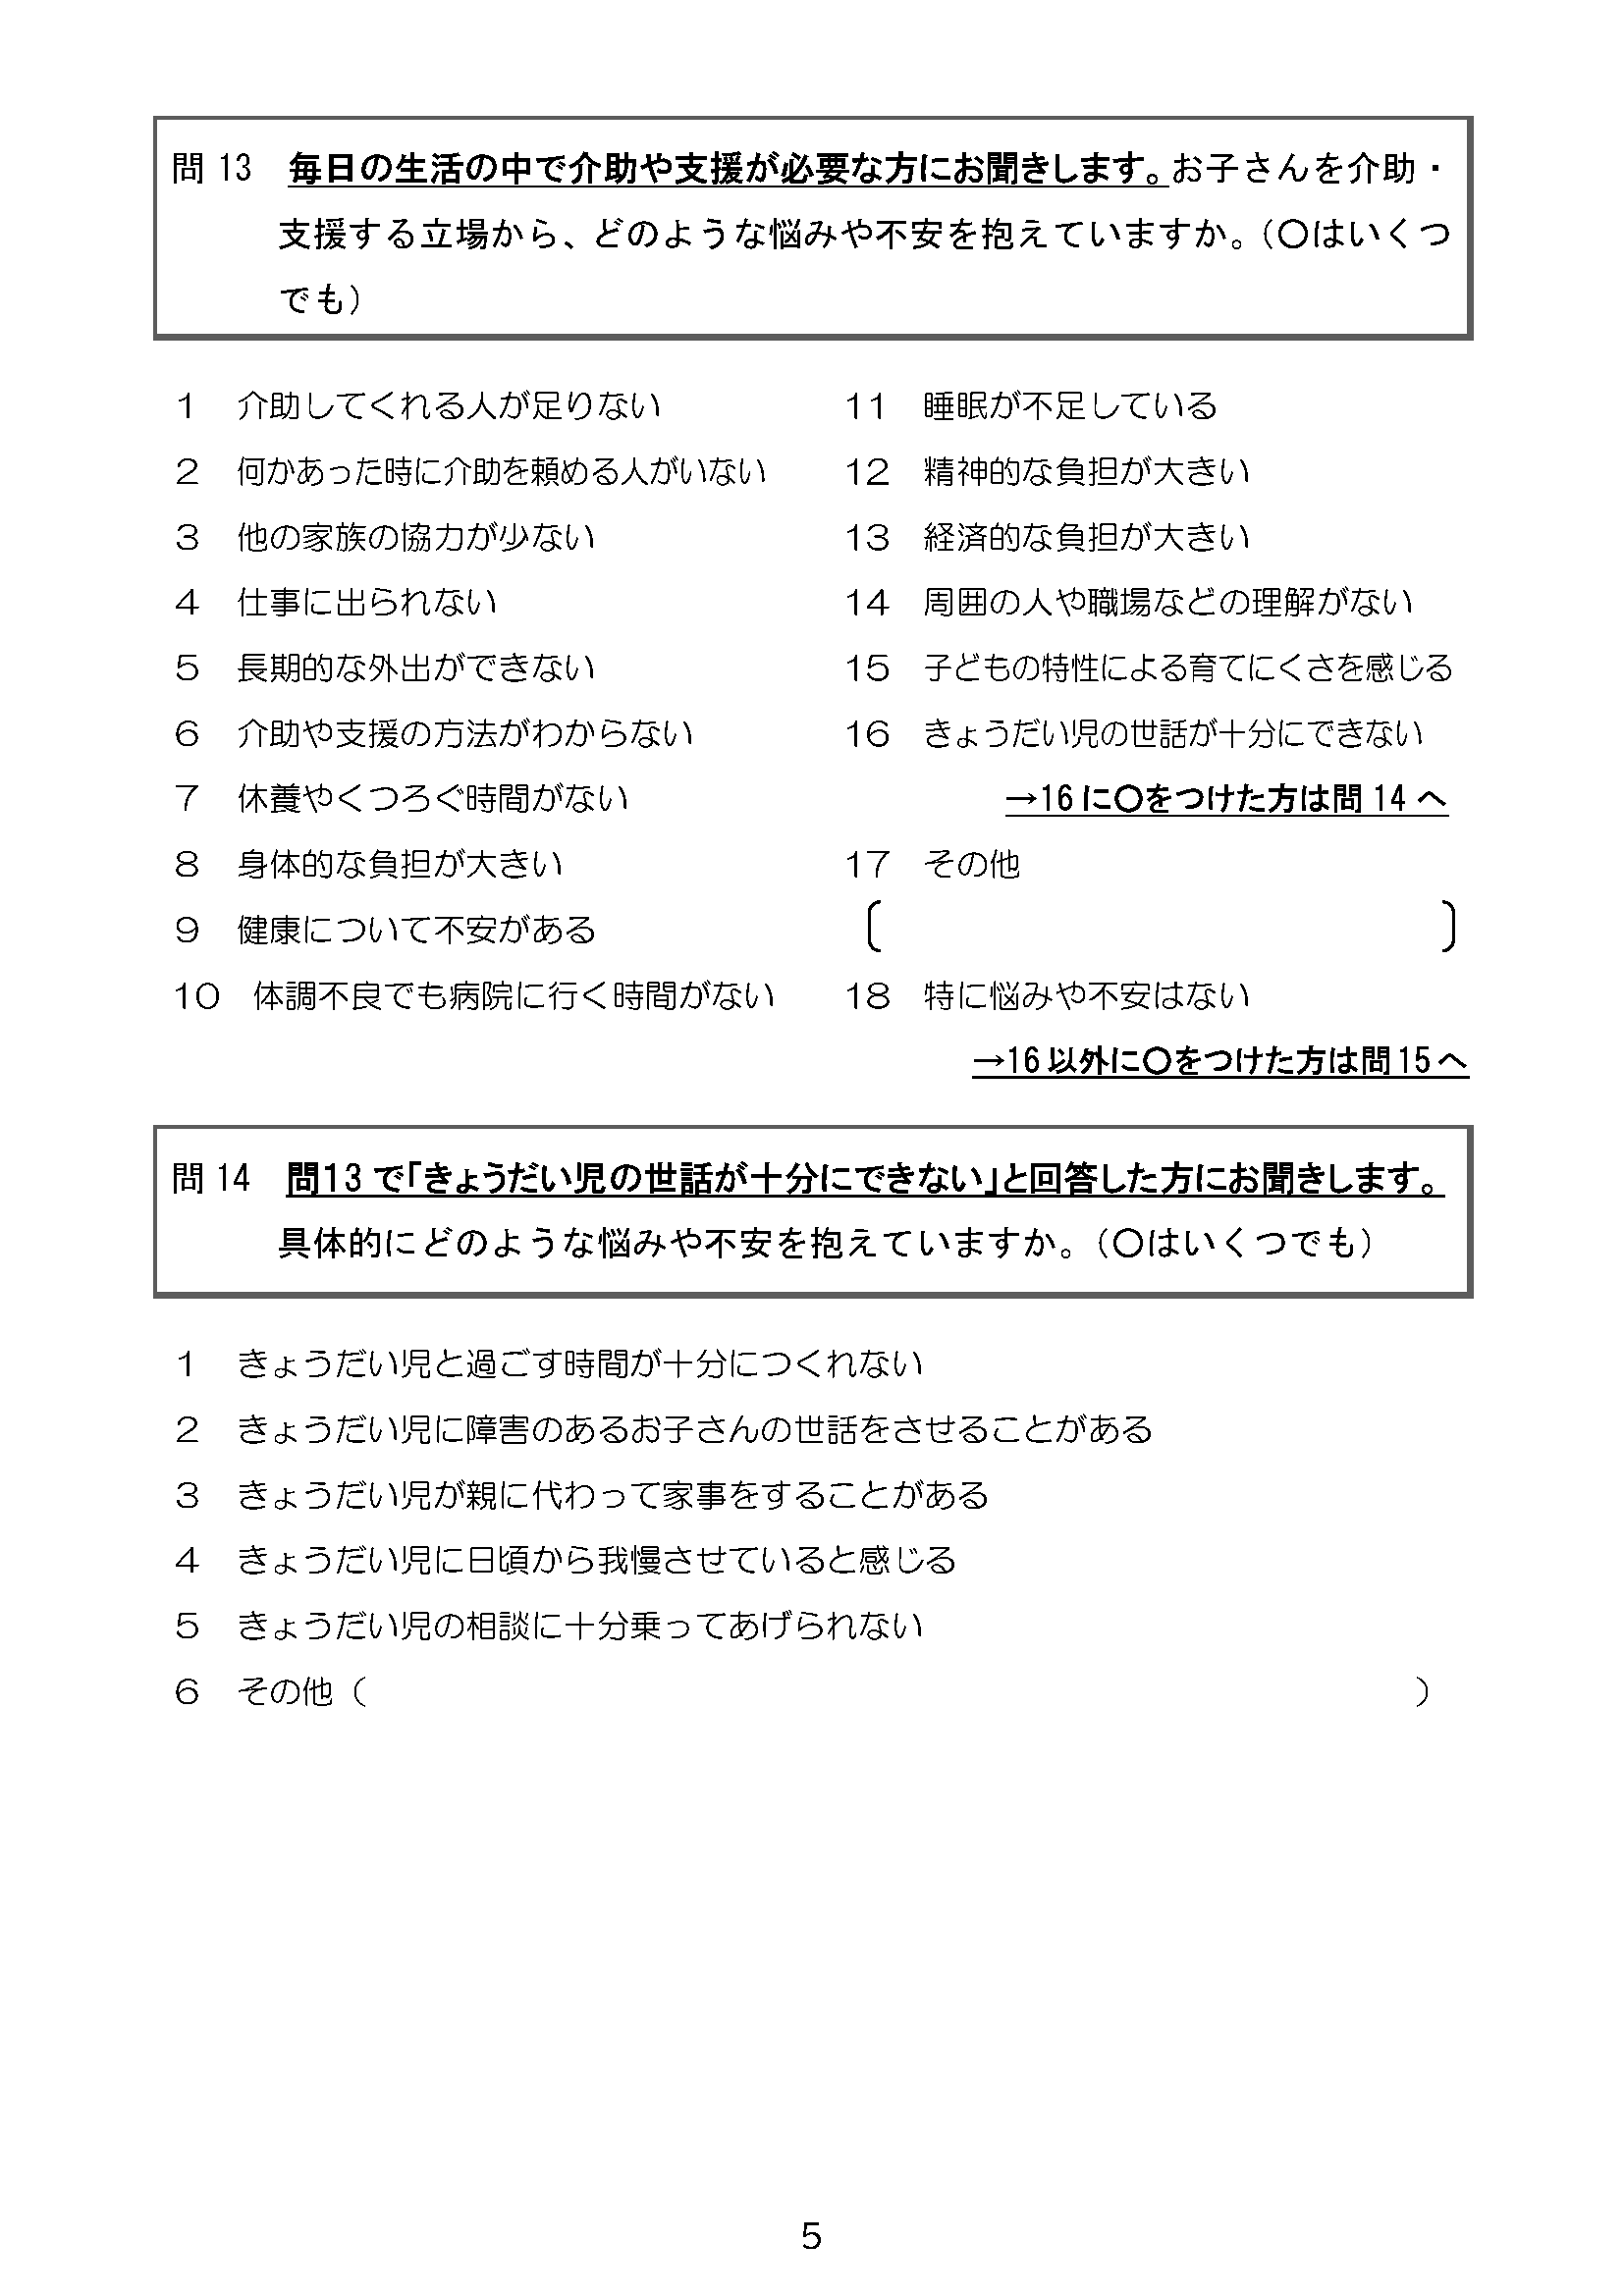 問 13　毎日の生活の中で介助や支援が必要な方にお聞きします。お子さんを介助・
支援する立場から、どのような悩みや不安を抱えていますか。（〇はいくつ
でも）
1　介助してくれる人が足りない
2　何かあった時に介助を頼める人がいない
3　他の家族の協力が少ない
4　仕事に出られない
5　長期的な外出ができない
6　介助や支援の方法がわからない
7　休養やくつろぐ時間がない
8　身体的な負担が大きい
9　健康について不安がある
10　体調不良でも病院に行く時間がない
11　睡眠が不足している
12　精神的な負担が大きい
13　経済的な負担が大きい
14　周囲の人や職場などの理解がない
15　子どもの特性による育てにくさを感じる
16　きょうだい児の世話が十分にできない
→16 に〇をつけた方は問 14 へ
17　その他
〔　　　　　　　　　　　　　　　　　〕
18　特に悩みや不安はない
→16 以外に〇をつけた方は問 15 へ
問 14　問13 で「きょうだい児の世話が十分にできない」と回答した方にお聞きします。
具体的にどのような悩みや不安を抱えていますか。（〇はいくつでも）
1　きょうだい児と過ごす時間が十分につくれない
2　きょうだい児に障害のあるお子さんの世話をさせることがある
3　きょうだい児が親に代わって家事をすることがある
4　きょうだい児に日頃から我慢させていると感じる
5　きょうだい児の相談に十分乗ってあげられない
6　その他（　　　　　　　　　　　　　　　　　　　　　　　　　　　　　　　　）
5